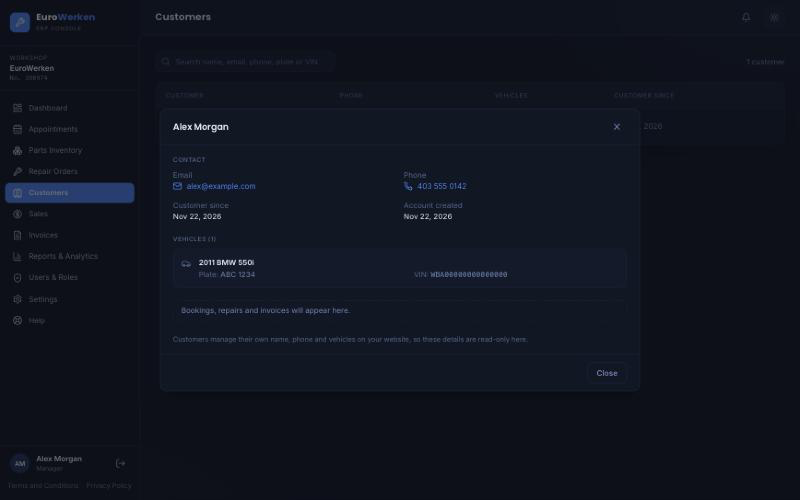 EuroWerken
ERP CONSOLE
WORKSHOP
EuroWerken
Dashboard
Appointments
Parts Inventory
Repair Orders
Customers
Sales
Invoices
Reports & Analytics
Users & Roles
Settings
Help
AM
Alex Morgan
Manager
Terms and Conditions · Privacy Policy
Customers
Search name, email, phone, plate or VIN
1 customer
CUSTOMER PHONE VEHICLES CUSTOMER SINCE
2026
Alex Morgan
CONTACT
Email
alex@example.com
Phone
403 555 0142
Customer since
Nov 22, 2026
Account created
Nov 22, 2026
VEHICLES (1)
2011 BMW 550i
Plate: ABC 1234 VIN: WBA00000000000000
Bookings, repairs and invoices will appear here.
Customers manage their own name, phone and vehicles on your website, so these details are read-only here.
Close